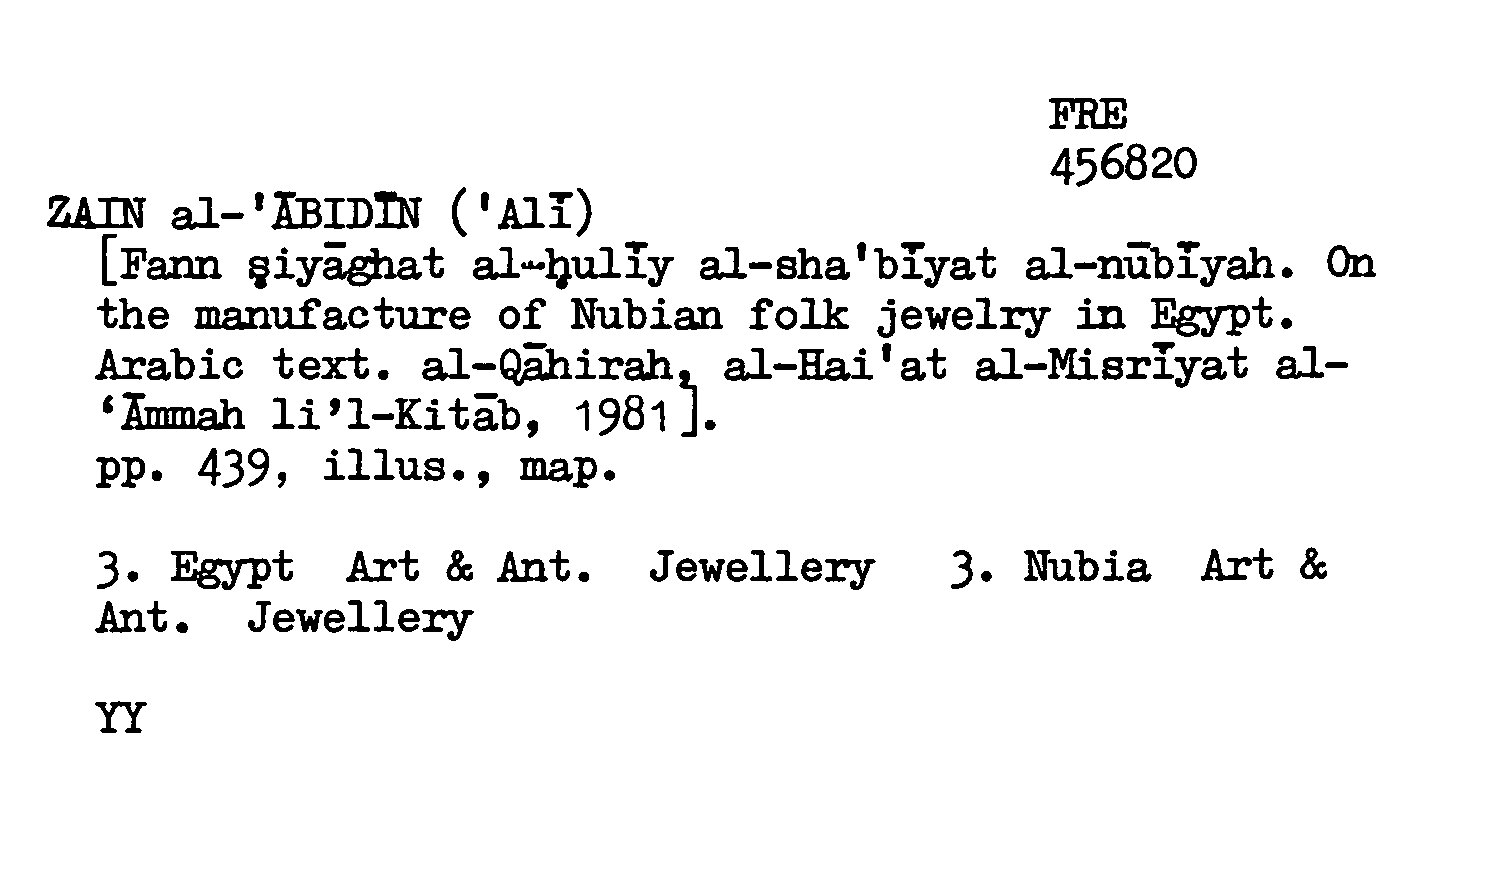 FRE
456820
ZAIN al-'ĀBIDĪN ('Alī)
[Fann ṣiyāghat al-ḥulīy al-sha'bīyat al-nūbīyah. On
the manufacture of Nubian folk jewelry in Egypt.
Arabic text. al-Qāhirah, al-Hai'at al-Misrīyat al-
‘Āmmah li’l-Kitāb, 1981].
pp. 439, illus., map.
3. Egypt Art & Ant. Jewellery 3. Nubia Art &
Ant. Jewellery
YY